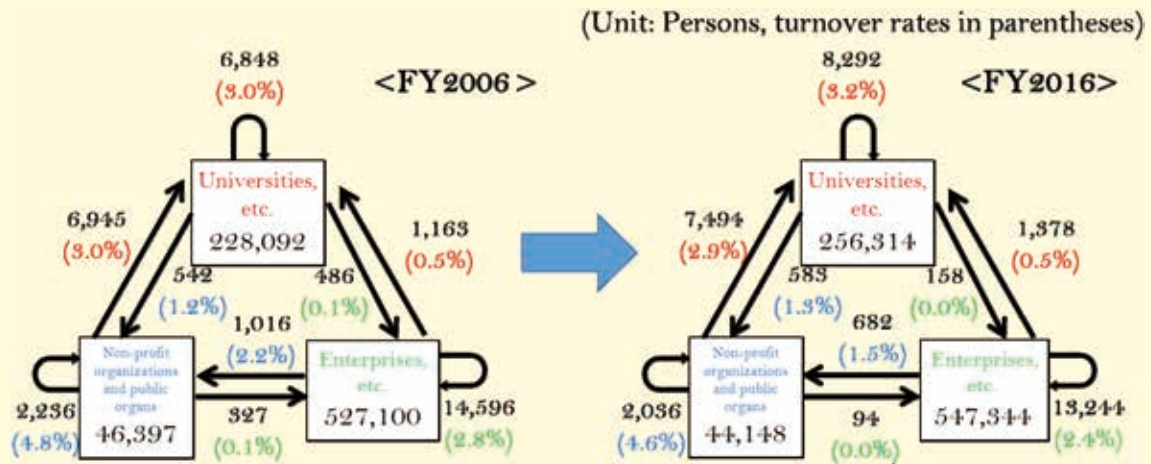 (Unit: Persons, turnover rates in parentheses)
<FY2006 >
6,848
(3.0%)
Universities,
etc.
228,092
6,945
(3.0%)
1,163
(0.5%)
542
(1.2%)
486
(0.1%)
1,016
(2.2%)
Non-profit
organizations
and public
organs
46,397
Enterprises,
etc.
527,100
2,236
(4.8%)
327
(0.1%)
14,596
(2.8%)
<FY2016>
8,292
(3.2%)
Universities,
etc.
256,314
7,494
(2.9%)
1,378
(0.5%)
583
(1.3%)
158
(0.0%)
682
(1.5%)
Non-profit
organizations
and public
organs
44,148
Enterprises,
etc.
547,344
2,036
(4.6%)
94
(0.0%)
13,244
(2.4%)